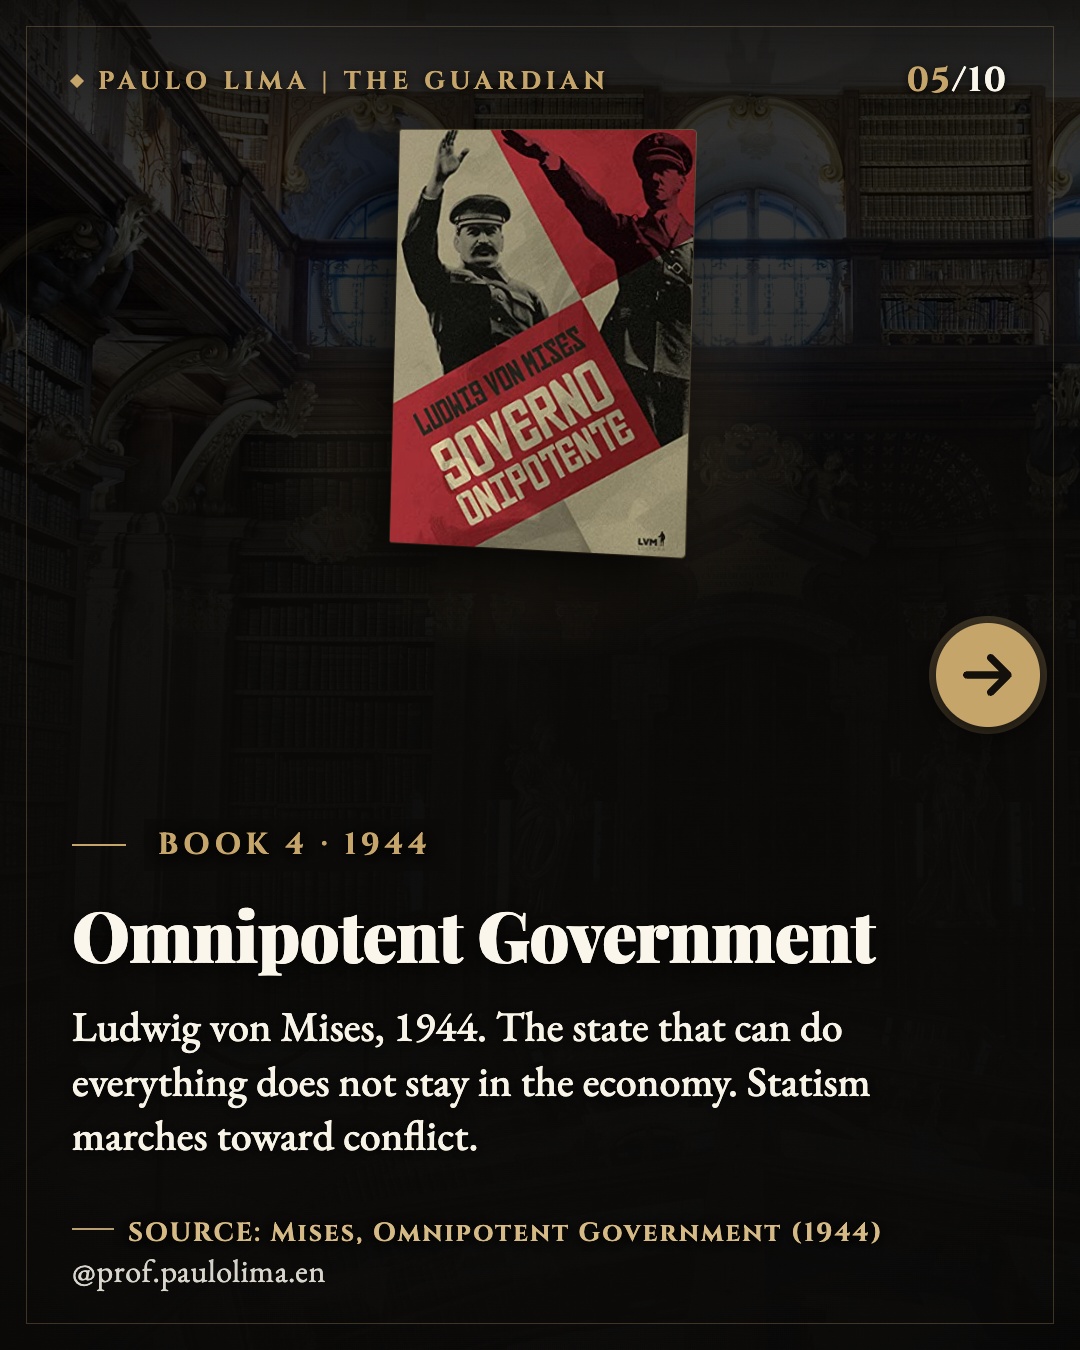 ◆ PAULO LIMA | THE GUARDIAN
05/10
LUDWIG VON MISES
GOVERNO
ONIPOTENTE
LVM
BOOK 4 · 1944
Omnipotent Government
Ludwig von Mises, 1944. The state that can do
everything does not stay in the economy. Statism
marches toward conflict.
SOURCE: Mises, Omnipotent Government (1944)
@prof.paulolima.en